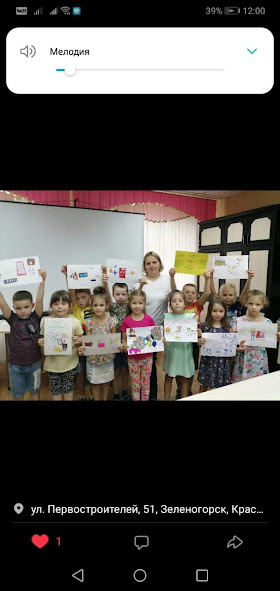 39% 12:00
Мелодия
ул. Первостроителей, 51, Зеленогорск, Крас...
1